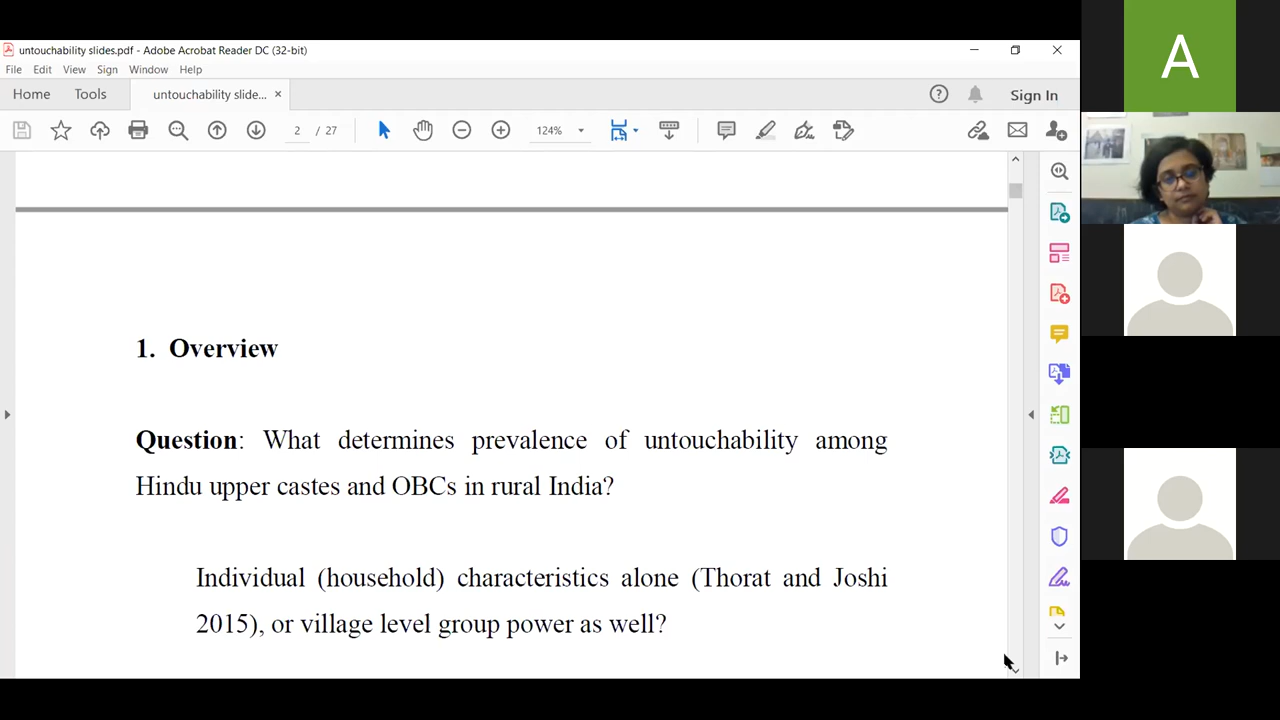 untouchability slides.pdf - Adobe Acrobat Reader DC (32-bit)
File Edit View Sign Window Help
Home Tools untouchability slide... × Sign In
2 / 27 124%
A
1. Overview
Question: What determines prevalence of untouchability among
Hindu upper castes and OBCs in rural India?
Individual (household) characteristics alone (Thorat and Joshi
2015), or village level group power as well?